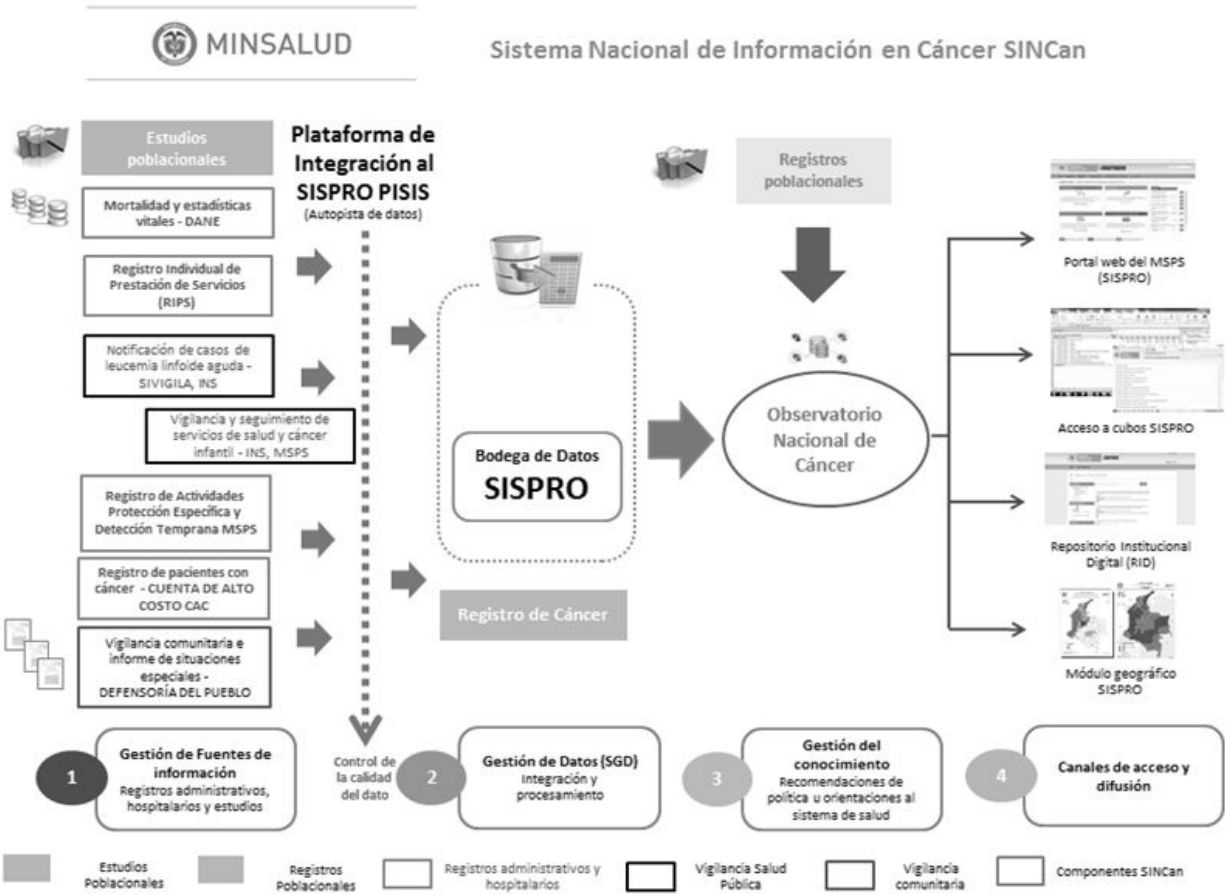 MINSALUD
Sistema Nacional de Información en Cáncer SINCan
Estudios
poblacionales
Mortalidad y estadísticas
vitales - DANE
Registro Individual de
Prestación de Servicios
(RIPS)
Notificación de casos de
leucemia linfoide aguda -
SIVIGILA, INS
Vigilancia y seguimiento de
servicios de salud y cáncer
infantil - INS, MSPS
Registro de Actividades
Protección Específica y
Detección Temprana MSPS
Registro de pacientes con
cáncer - CUENTA DE ALTO
COSTO CAC
Vigilancia comunitaria e
informe de situaciones
especiales -
DEFENSORÍA DEL PUEBLO
Plataforma de
Integración al
SISPRO PISIS
(Autopista de datos)
Bodega de Datos
SISPRO
Registro de Cáncer
Registros
poblacionales
Observatorio
Nacional de
Cáncer
Portal web del MSPS
(SISPRO)
Acceso a cubos SISPRO
Repositorio Institucional
Digital (RID)
Módulo geográfico
SISPRO
1
Gestión de Fuentes de
información
Registros administrativos,
hospitalarios y estudios
Control de
la calidad
del dato
2
Gestión de Datos (SGD)
Integración y
procesamiento
3
Gestión del
conocimiento
Recomendaciones de
política u orientaciones al
sistema de salud
4
Canales de acceso y
difusión
Estudios
Poblacionales
Registros
Poblacionales
Registros administrativos y
hospitalarios
Vigilancia Salud
Pública
Vigilancia
comunitaria
Componentes SINCan